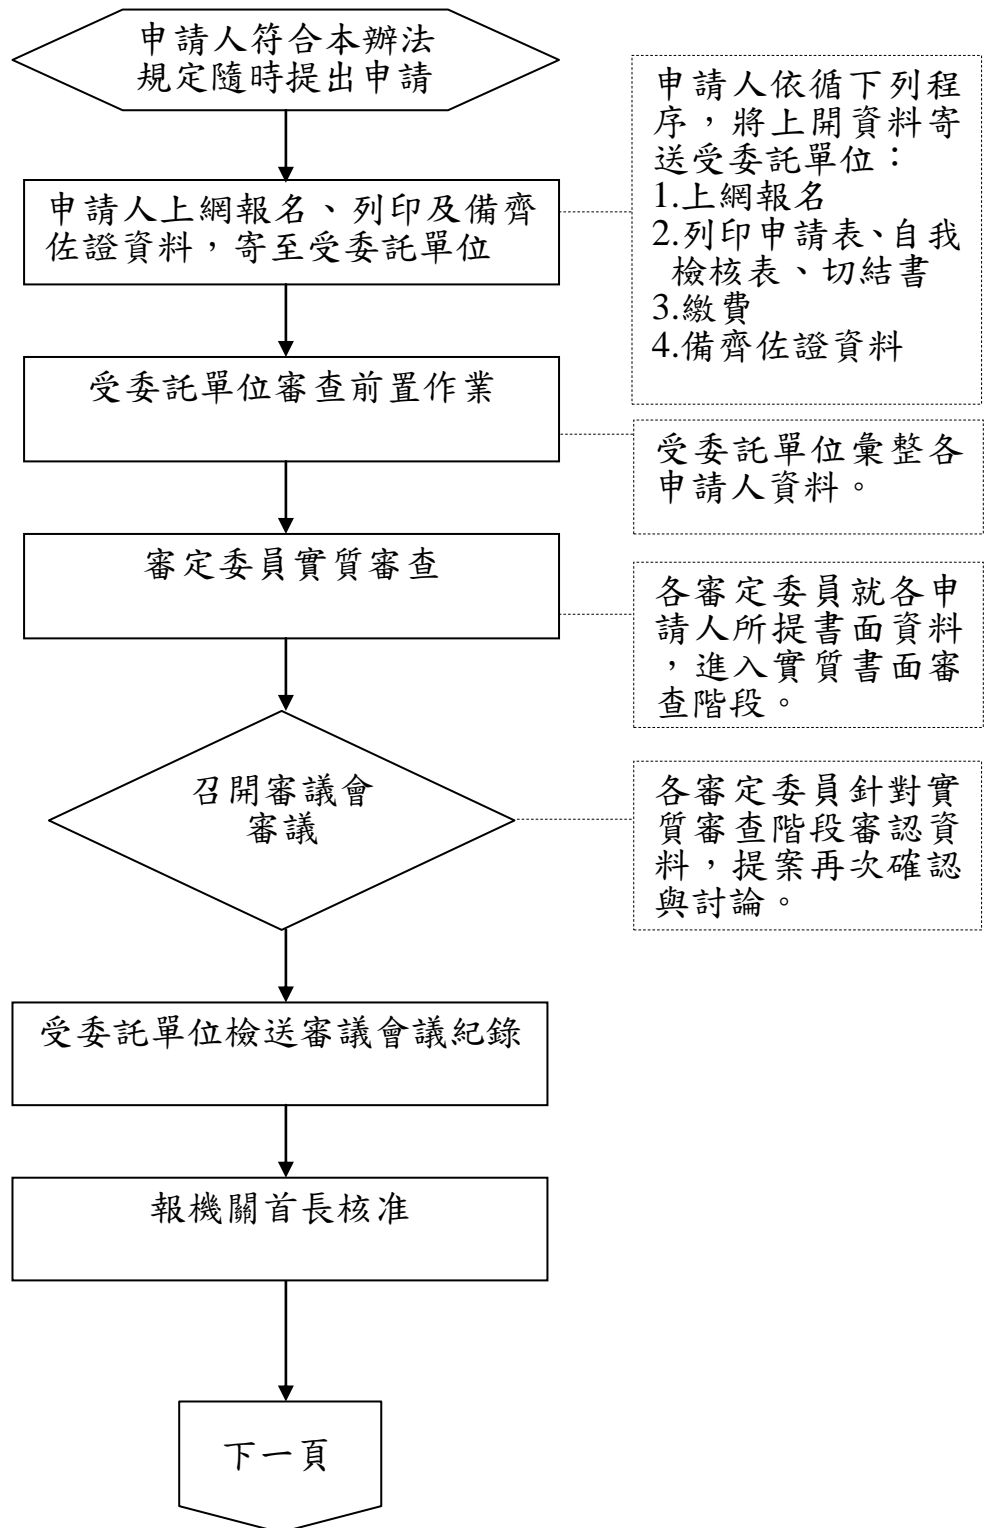 申請人符合本辦法
規定隨時提出申請
申請人上網報名、列印及備齊
佐證資料，寄至受委託單位
申請人依循下列程
序，將上開資料寄
送受委託單位：
1.上網報名
2.列印申請表、自我
檢核表、切結書
3.繳費
4.備齊佐證資料
受委託單位審查前置作業
受委託單位彙整各
申請人資料。
審定委員實質審查
各審定委員就各申
請人所提書面資料
，進入實質書面審
查階段。
召開審議會
審議
各審定委員針對實
質審查階段審認資
料，提案再次確認
與討論。
受委託單位檢送審議會議紀錄
報機關首長核准
下一頁